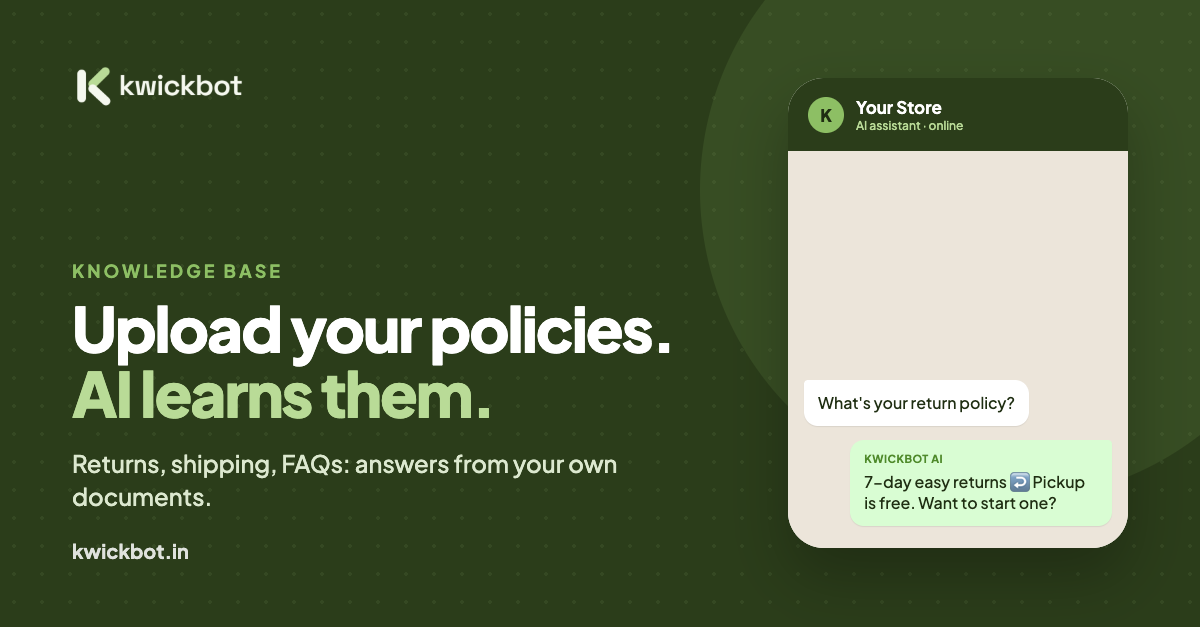 kwickbot
KNOWLEDGE BASE
Upload your policies.
AI learns them.
Returns, shipping, FAQs: answers from your own
documents.
kwickbot.in
K
Your Store
AI assistant · online
What's your return policy?
KWICKBOT AI
7–day easy returns ↩️ Pickup
is free. Want to start one?